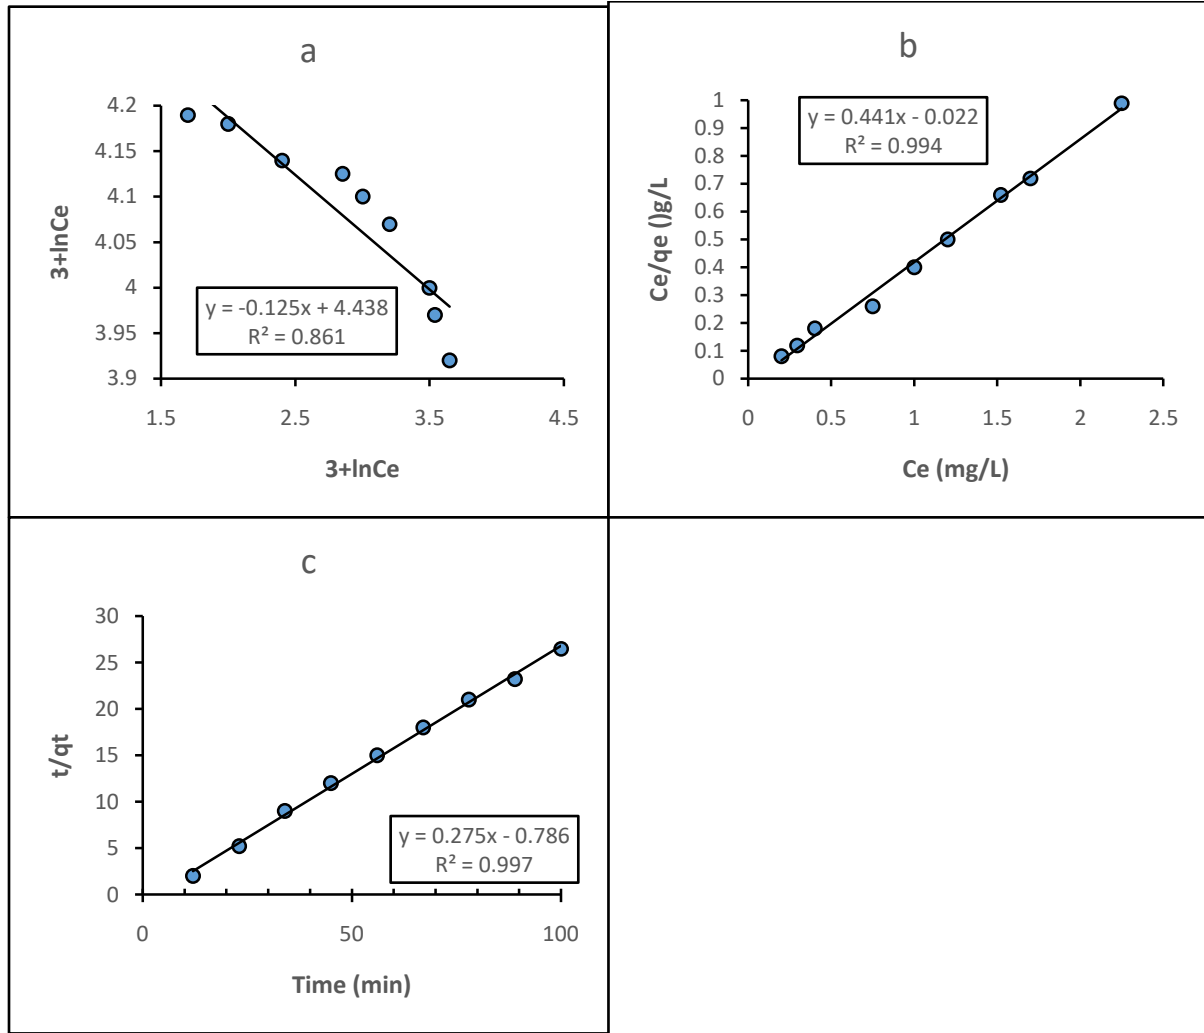 a
4.2
4.15
4.1
4.05
4
3.95
3.9
3+lnCe
y = -0.125x + 4.438
R² = 0.861
1.5 2.5 3.5 4.5
3+lnCe
b
1
0.9
0.8
0.7
0.6
0.5
0.4
0.3
0.2
0.1
0
Ce/qe ()g/L
y = 0.441x - 0.022
R² = 0.994
0 0.5 1 1.5 2 2.5
Ce (mg/L)
c
30
25
20
15
10
5
0
t/qt
y = 0.275x - 0.786
R² = 0.997
0 50 100
Time (min)